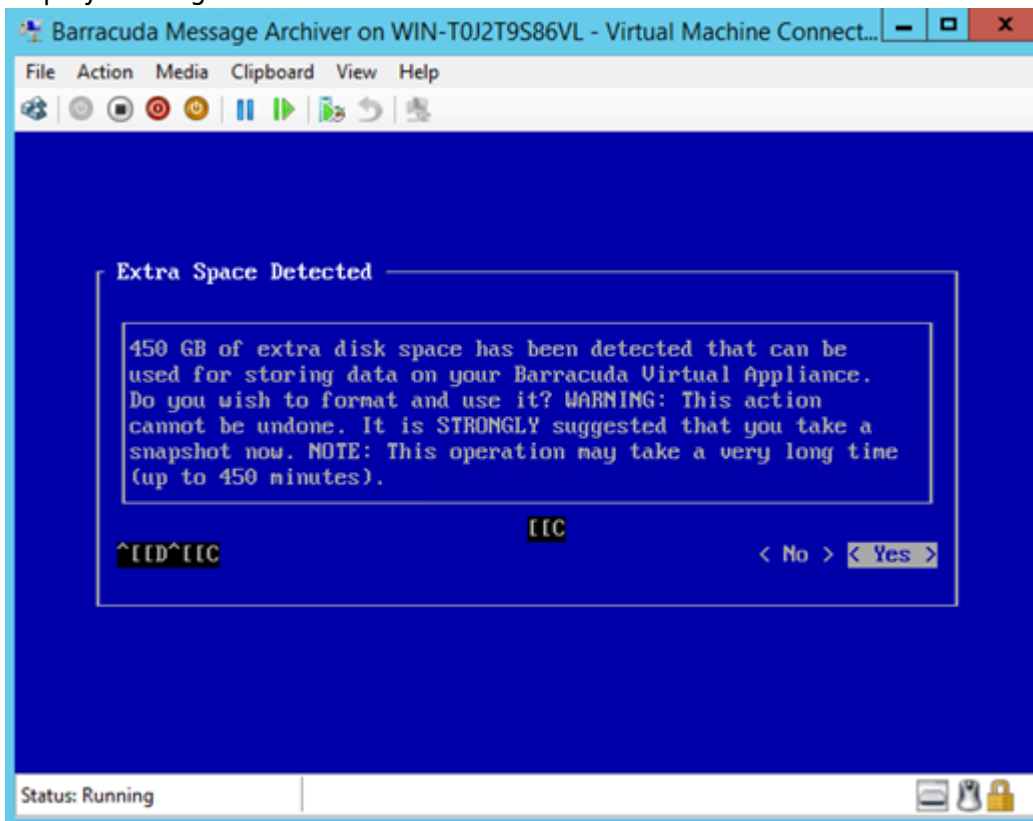 Barracuda Message Archiver on WIN-T0J2T9S86VL - Virtual Machine Connect...
File Action Media Clipboard View Help
Extra Space Detected
450 GB of extra disk space has been detected that can be
used for storing data on your Barracuda Virtual Appliance.
Do you wish to format and use it? WARNING: This action
cannot be undone. It is STRONGLY suggested that you take a
snapshot now. NOTE: This operation may take a very long time
(up to 450 minutes).
[[C
^[[D^[[C
< No > < Yes >
Status: Running